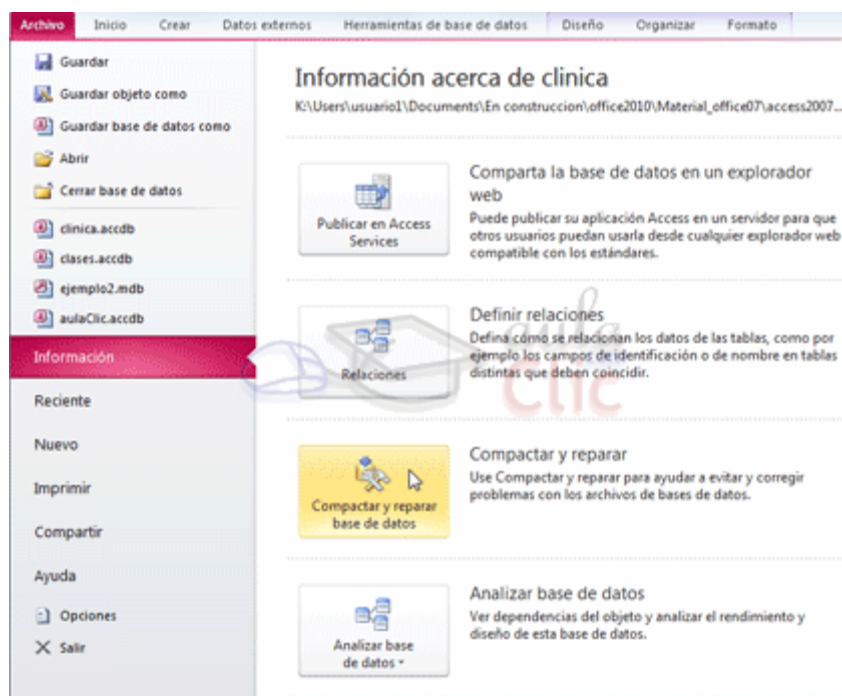 Archivo Inicio Crear Datos externos Herramientas de base de datos Diseño Organizar Formato
Guardar
Guardar objeto como
Guardar base de datos como
Abrir
Cerrar base de datos
clinica.accdb
clases.accdb
ejemplo2.mdb
aulaClic.accdb
Información
Reciente
Nuevo
Imprimir
Compartir
Ayuda
Opciones
Salir
Información acerca de clinica
K:\Users\usuario1\Documents\En construccion\office2010\Material_office07\access2007...
Publicar en Access
Services
Comparta la base de datos en un explorador
web
Puede publicar su aplicación Access en un servidor para que
otros usuarios puedan usarla desde cualquier explorador web
compatible con los estándares.
Relaciones
Definir relaciones
Defina cómo se relacionan los datos de las tablas, como por
ejemplo los campos de identificación o de nombre en tablas
distintas que deben coincidir.
aula
Clic
Compactar y reparar
base de datos
Compactar y reparar
Use Compactar y reparar para ayudar a evitar y corregir
problemas con los archivos de bases de datos.
Analizar base
de datos
Analizar base de datos
Ver dependencias del objeto y analizar el rendimiento y
diseño de esta base de datos.